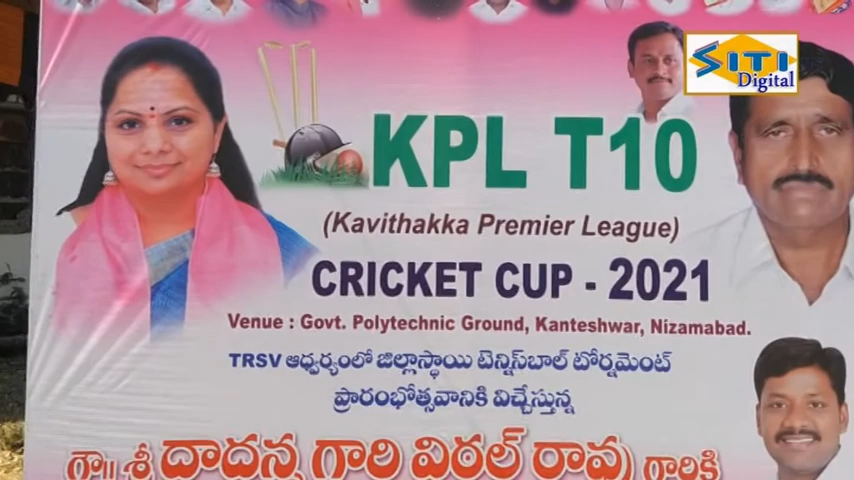 SITI
Digital
KPL T10
(Kavithakka Premier League)
CRICKET CUP - 2021
Venue : Govt. Polytechnic Ground, Kanteshwar, Nizamabad.
TRSV ఆధ్వర్యంలో జిల్లాస్థాయి టెన్నిస్‌బాల్ టోర్నమెంట్
ప్రారంభోత్సవానికి విచ్చేస్తున్న
గౌ|| శ్రీ దాదన్న గారి విఠల్ రావు గారికి